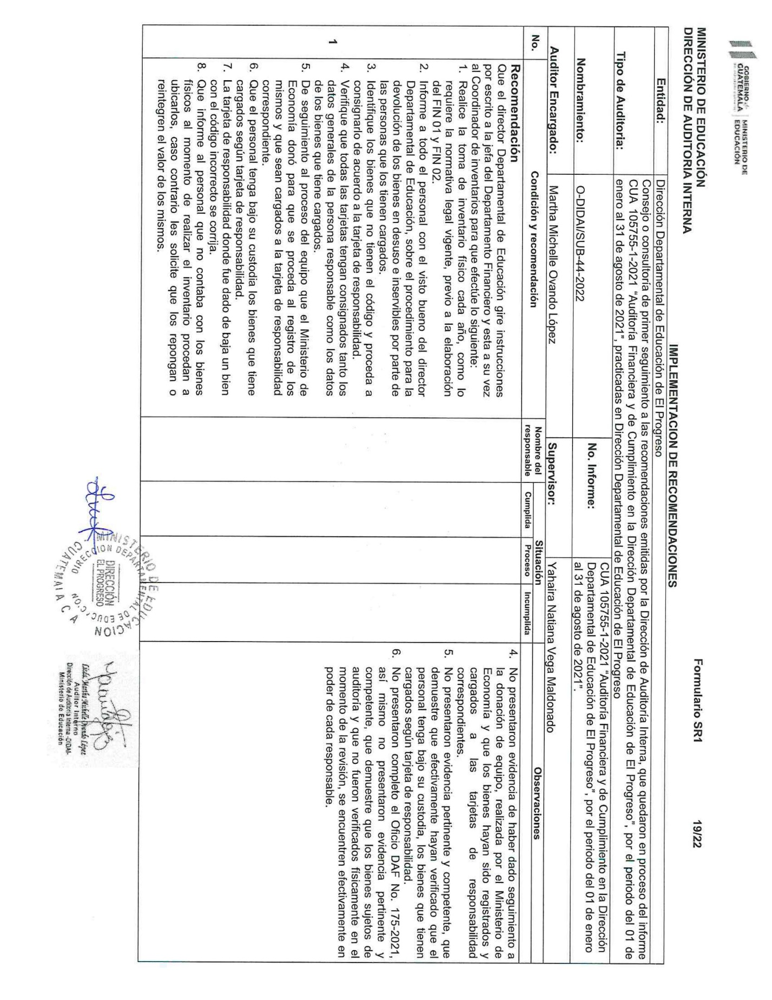 GOBIERNO de
GUATEMALA
MINISTERIO DE
EDUCACIÓN
MINISTERIO DE EDUCACIÓN
DIRECCIÓN DE AUDITORIA INTERNA
Formulario SR1
19/22
IMPLEMENTACION DE RECOMENDACIONES
Entidad:
Dirección Departamental de Educación de El Progreso
Tipo de Auditoria:
Consejo o consultoría de primer seguimiento a las recomendaciones emitidas por la Dirección de Auditoría Interna, que quedaron en proceso del informe
CUA 105755-1-2021 “Auditoría Financiera y de Cumplimiento en la Dirección Departamental de Educación de El Progreso”, por el periodo del 01 de
enero al 31 de agosto de 2021”, practicadas en Dirección Departamental de Educación de El Progreso
Nombramiento:
O-DIDAI/SUB-44-2022
No. Informe:
CUA 105755-1-2021 “Auditoría Financiera y de Cumplimiento en la Dirección
Departamental de Educación de El Progreso”, por el periodo del 01 de enero
al 31 de agosto de 2021”.
Auditor Encargado:
Martha Michelle Ovando López
Supervisor:
Yahaira Natiana Vega Maldonado
No.
Condición y recomendación
Nombre del
responsable
Situación
Cumplida
Proceso
Incumplida
Observaciones
1
Recomendación
Que el director Departamental de Educación gire instrucciones
por escrito a la jefa del Departamento Financiero y esta a su vez
al Coordinador de inventarios para que efectúe lo siguiente:
1. Realice la toma de inventario físico cada año, como lo
requiere la normativa legal vigente, previo a la elaboración
del FIN 01 y FIN 02.
2. Informe a todo el personal con el visto bueno del director
Departamental de Educación, sobre el procedimiento para la
devolución de los bienes en desuso e inservibles por parte de
las personas que los tienen cargados.
3. Identifique los bienes que no tienen el código y proceda a
consignarlo de acuerdo a la tarjeta de responsabilidad.
4. Verifique que todas las tarjetas tengan consignados tanto los
datos generales de la persona responsable como los datos
de los bienes que tiene cargados.
5. De seguimiento al proceso del equipo que el Ministerio de
Economía donó para que se proceda al registro de los
mismos y que sean cargados a la tarjeta de responsabilidad
correspondiente.
6. Que el personal tenga bajo su custodia los bienes que tiene
cargados según tarjeta de responsabilidad.
7. La tarjeta de responsabilidad donde fue dado de baja un bien
con el código incorrecto se corrija.
8. Que informe al personal que no contaba con los bienes
físicos al momento de realizar el inventario procedan a
ubicarlos, caso contrario les solicite que los repongan o
reintegren el valor de los mismos.
4. No presentaron evidencia de haber dado seguimiento a
la donación de equipo, realizada por el Ministerio de
Economía y que los bienes hayan sido registrados y
cargados a las tarjetas de responsabilidad
correspondientes.
5. No presentaron evidencia pertinente y competente, que
demuestre que efectivamente hayan verificado que el
personal tenga bajo su custodia, los bienes que tienen
cargados según tarjeta de responsabilidad.
6. No presentaron completo el Oficio DAF No. 175-2021,
así mismo no presentaron evidencia pertinente y
competente, que demuestre que los bienes sujetos de
auditoría y que no fueron verificados físicamente en el
momento de la revisión, se encuentren efectivamente en
poder de cada responsable.
MINISTERIO DE EDUCACION
DIRECCION DEPARTAMENTAL DE EDUCACION
DIRECCIÓN
EL PROGRESO
GUATEMALA C A
Licda. Martha Michelle Ovando López
Auditor Interno
Dirección de Auditoría Interna -DIDAI-
Ministerio de Educación